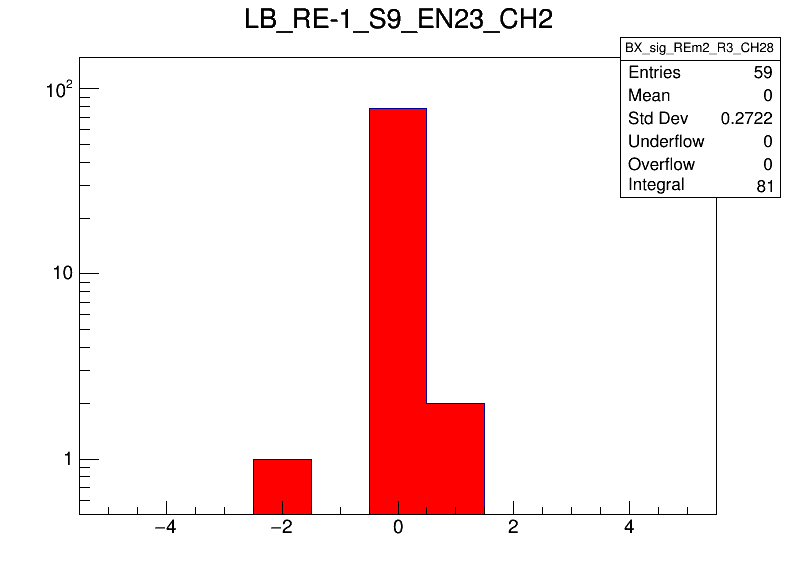 LB_RE-1_S9_EN23_CH2
BX_sig_REm2_R3_CH28
Entries 59
Mean 0
Std Dev 0.2722
Underflow 0
Overflow 0
Integral 81
10²
10
1
−4 −2 0 2 4